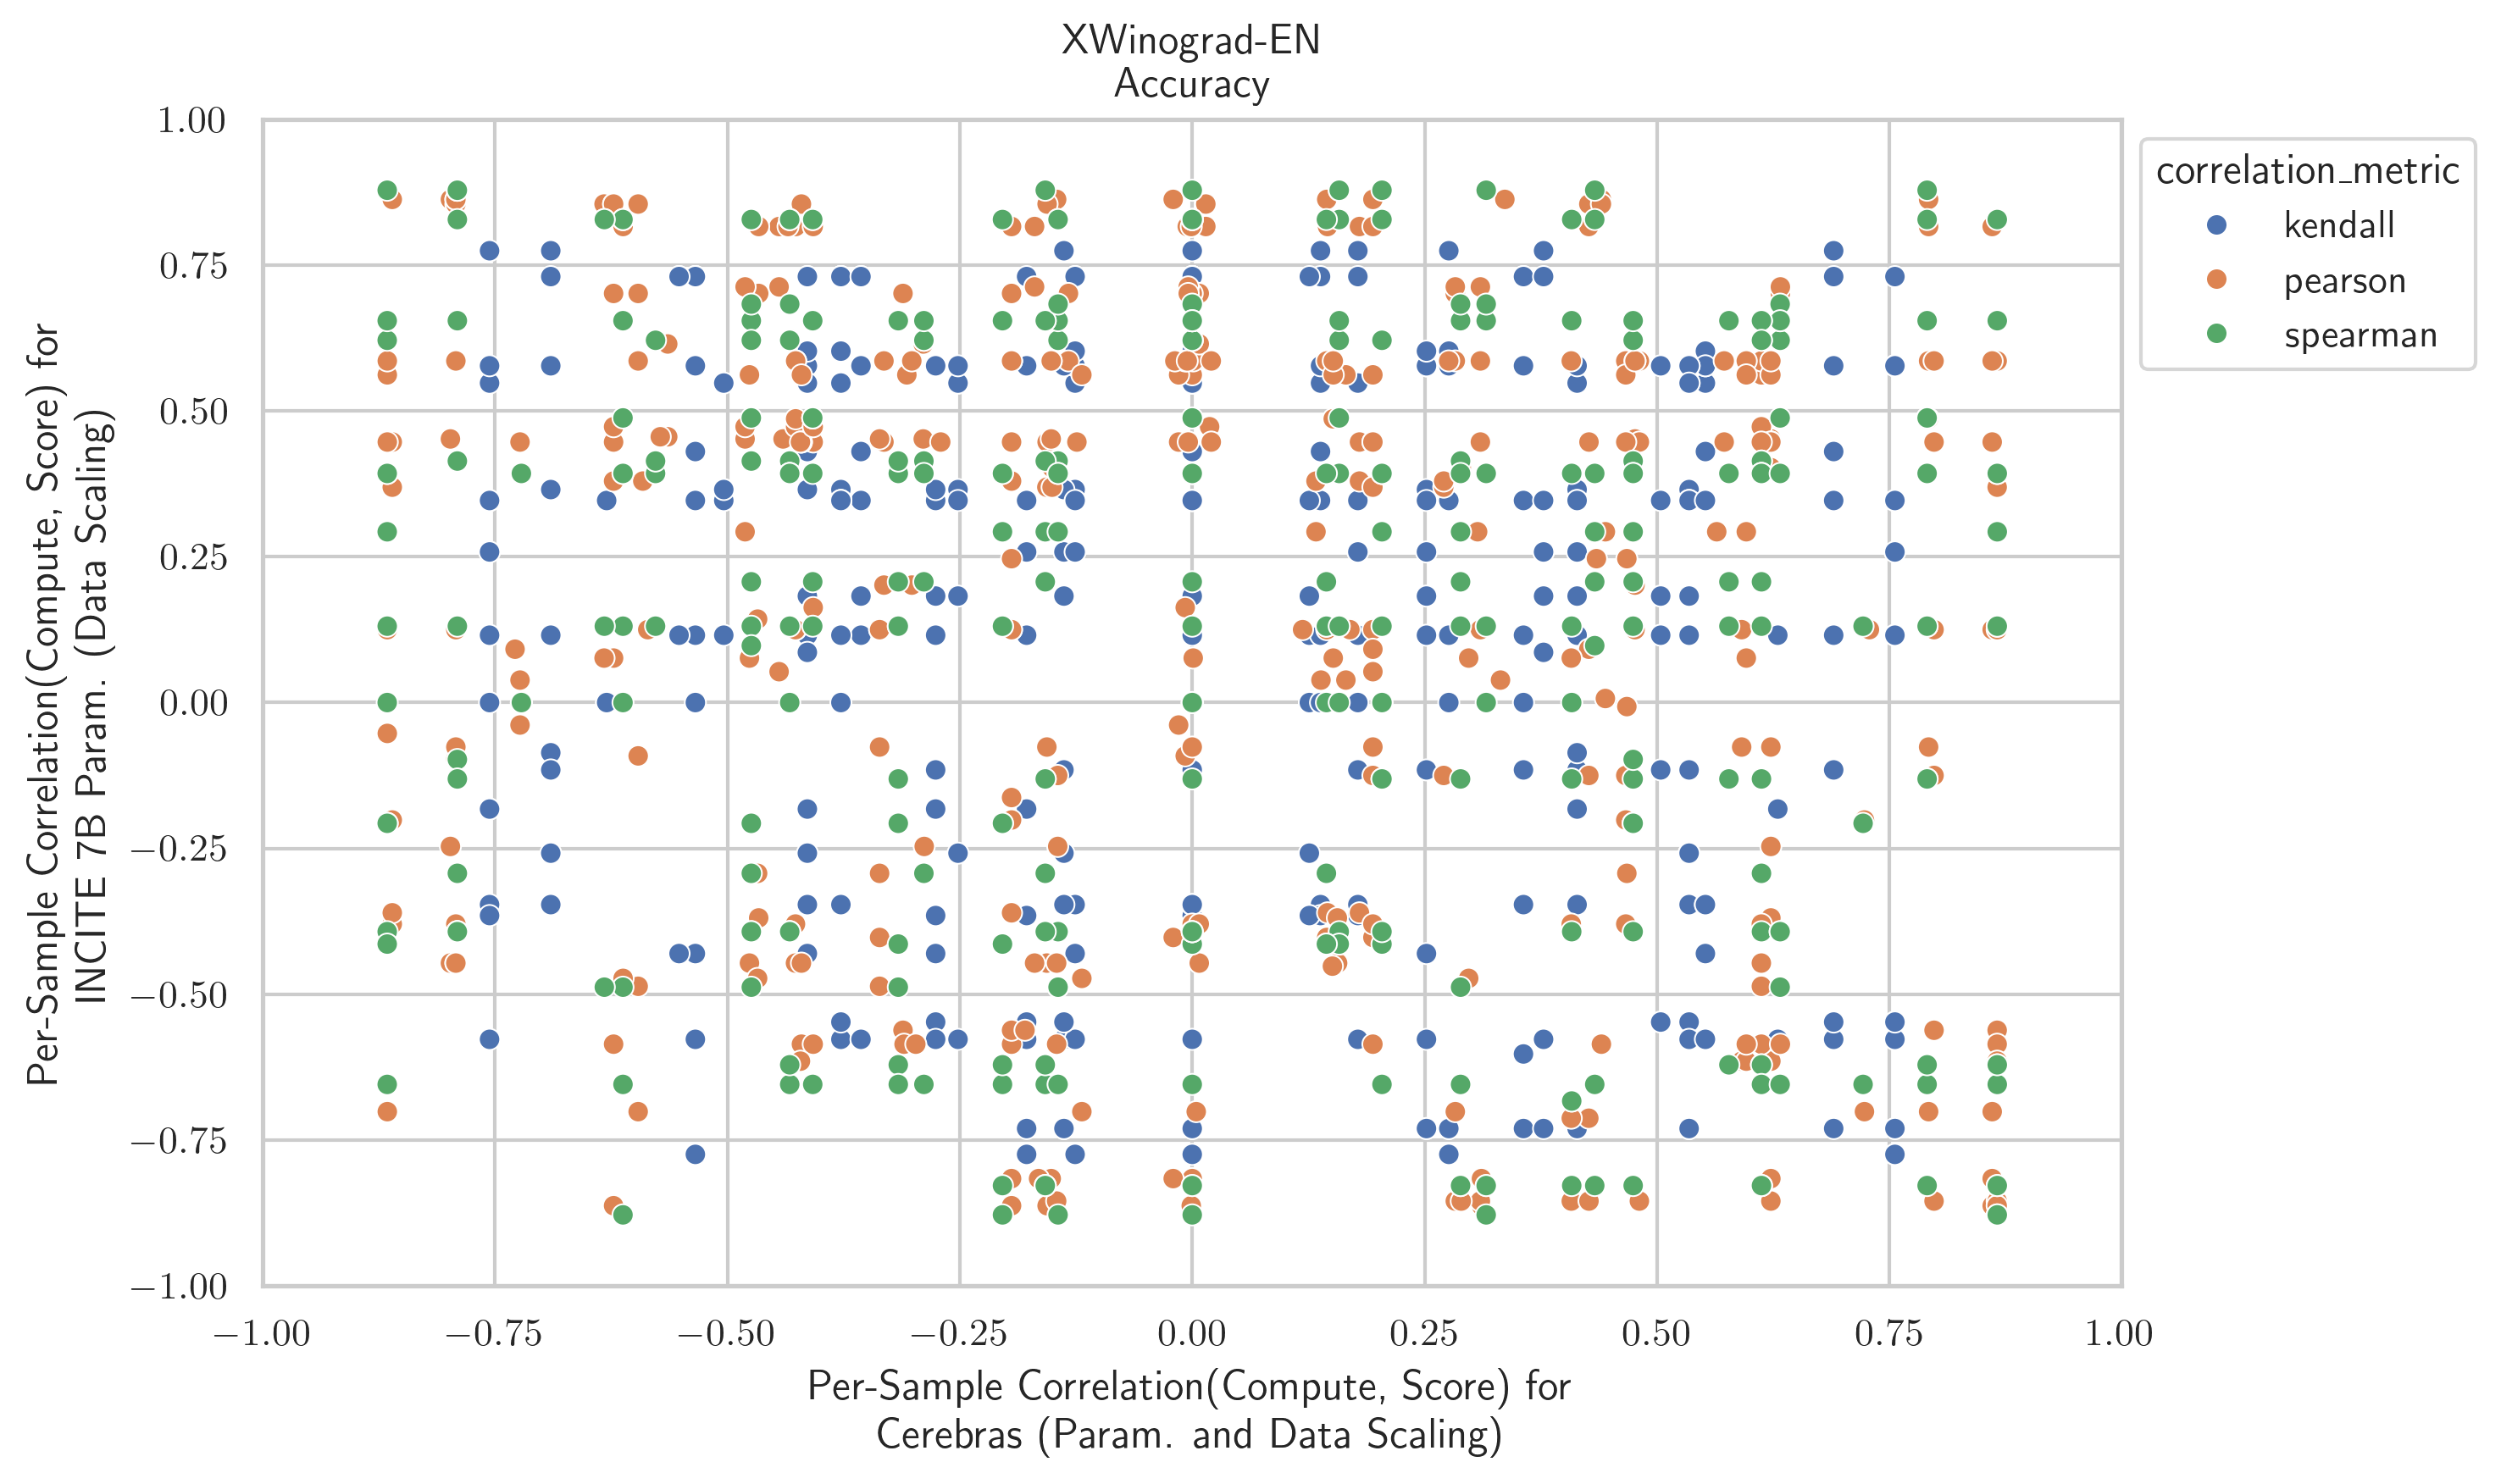 XWinograd-EN
Accuracy
1.00
0.75
0.50
0.25
0.00
−0.25
−0.50
−0.75
−1.00
Per-Sample Correlation(Compute, Score) for
INCITE 7B Param. (Data Scaling)
−1.00
−0.75
−0.50
−0.25
0.00
0.25
0.50
0.75
1.00
Per-Sample Correlation(Compute, Score) for
Cerebras (Param. and Data Scaling)
correlation_metric
kendall
pearson
spearman